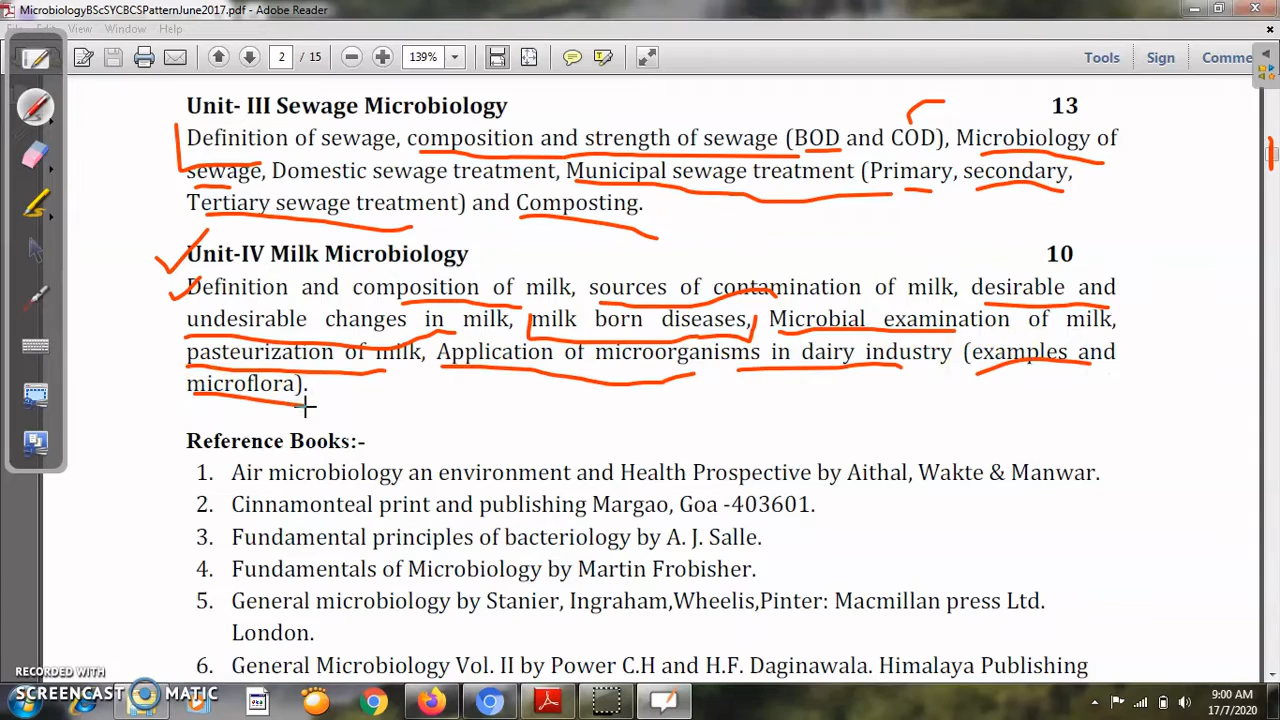 MicrobiologyBScSYCBCSPatternJune2017.pdf - Adobe Reader
File Edit View Window Help
2 / 15 139% Tools Sign Comme
Unit- III Sewage Microbiology 13
Definition of sewage, composition and strength of sewage (BOD and COD), Microbiology of
sewage, Domestic sewage treatment, Municipal sewage treatment (Primary, secondary,
Tertiary sewage treatment) and Composting.
Unit-IV Milk Microbiology 10
Definition and composition of milk, sources of contamination of milk, desirable and
undesirable changes in milk, milk born diseases, Microbial examination of milk,
pasteurization of milk, Application of microorganisms in dairy industry (examples and
microflora).
Reference Books:-
1. Air microbiology an environment and Health Prospective by Aithal, Wakte & Manwar.
2. Cinnamonteal print and publishing Margao, Goa -403601.
3. Fundamental principles of bacteriology by A. J. Salle.
4. Fundamentals of Microbiology by Martin Frobisher.
5. General microbiology by Stanier, Ingraham,Wheelis,Pinter: Macmillan press Ltd.
London.
6. General Microbiology Vol. II by Power C.H and H.F. Daginawala. Himalaya Publishing
RECORDED WITH
SCREENCAST MATIC
9:00 AM
17/7/2020